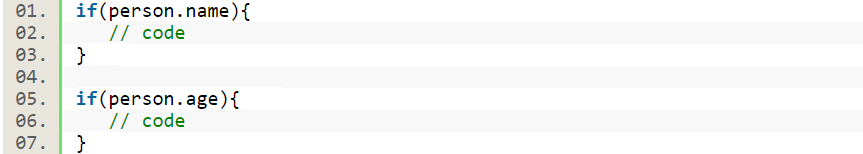 01. if(person.name){
02.    // code
03. }
04.
05. if(person.age){
06.    // code
07. }